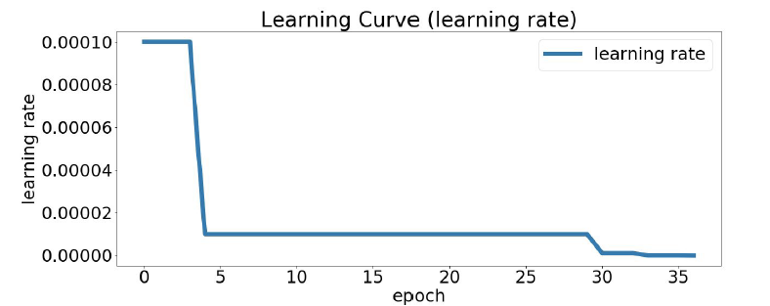 Learning Curve (learning rate)
learning rate
0.00010
0.00008
0.00006
0.00004
0.00002
0.00000
learning rate
0 5 10 15 20 25 30 35
epoch